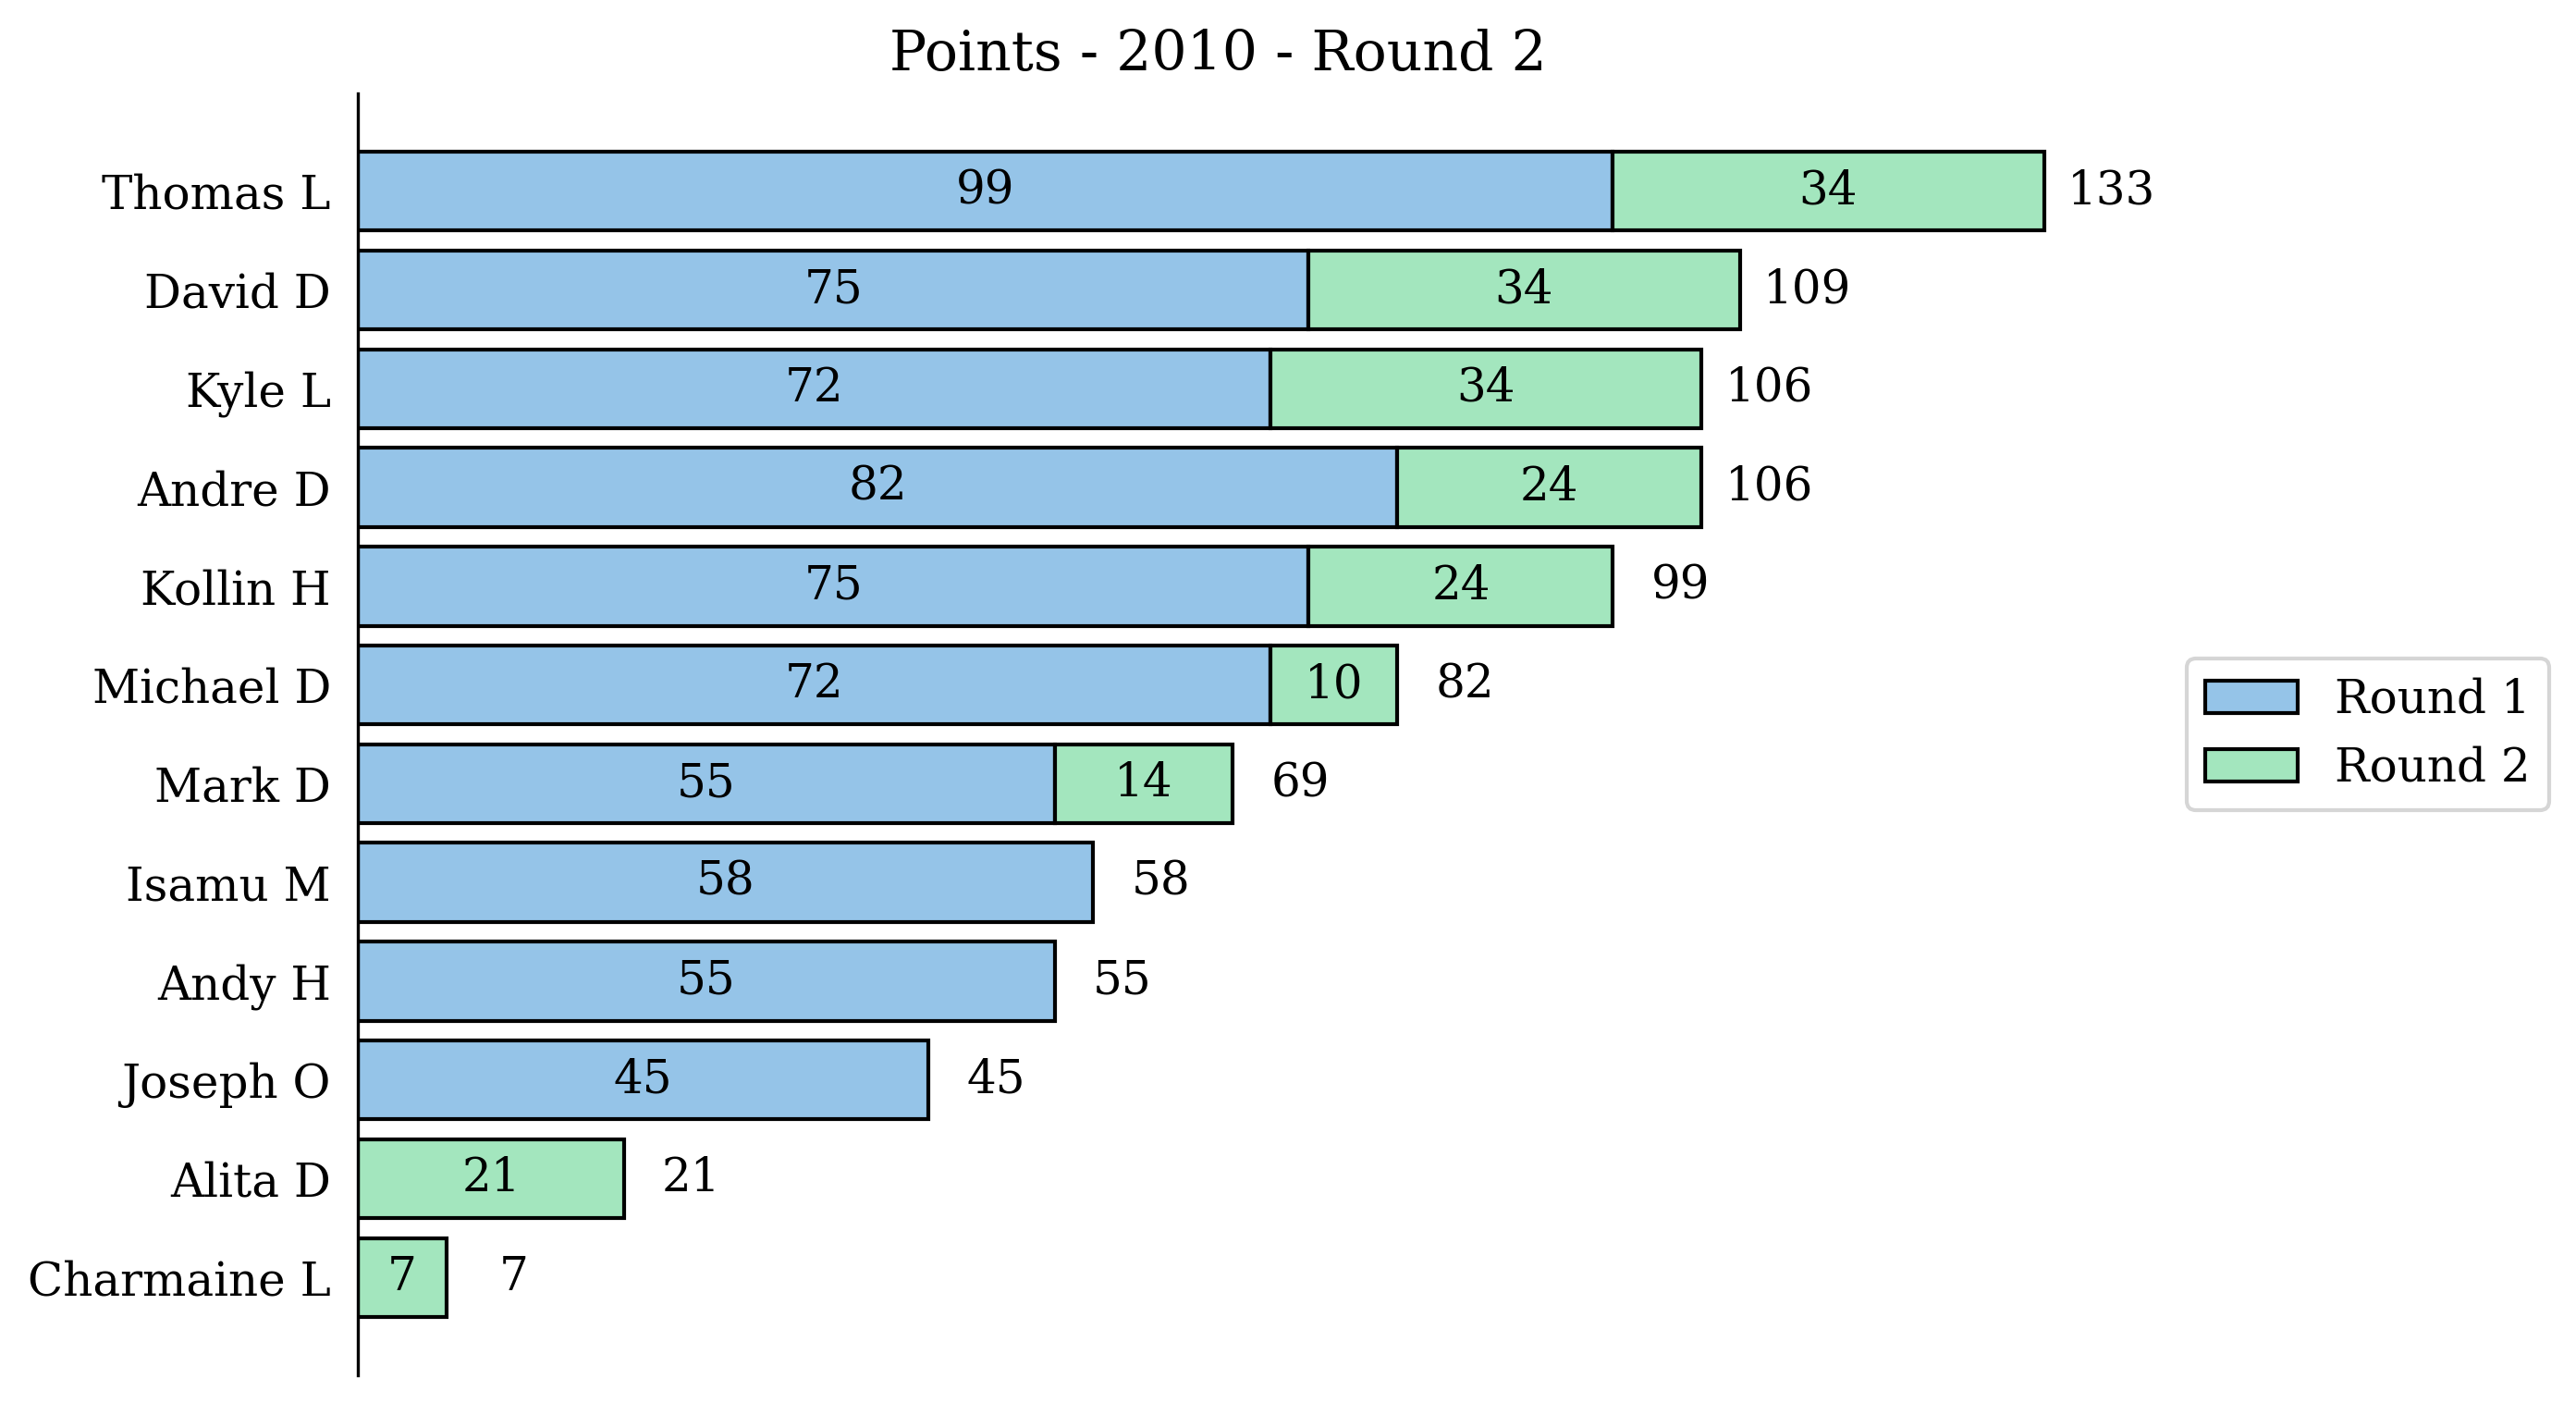 Points - 2010 - Round 2
Thomas L 99 34 133
David D 75 34 109
Kyle L 72 34 106
Andre D 82 24 106
Kollin H 75 24 99
Michael D 72 10 82
Mark D 55 14 69
Isamu M 58 58
Andy H 55 55
Joseph O 45 45
Alita D 21 21
Charmaine L 7 7
Round 1
Round 2